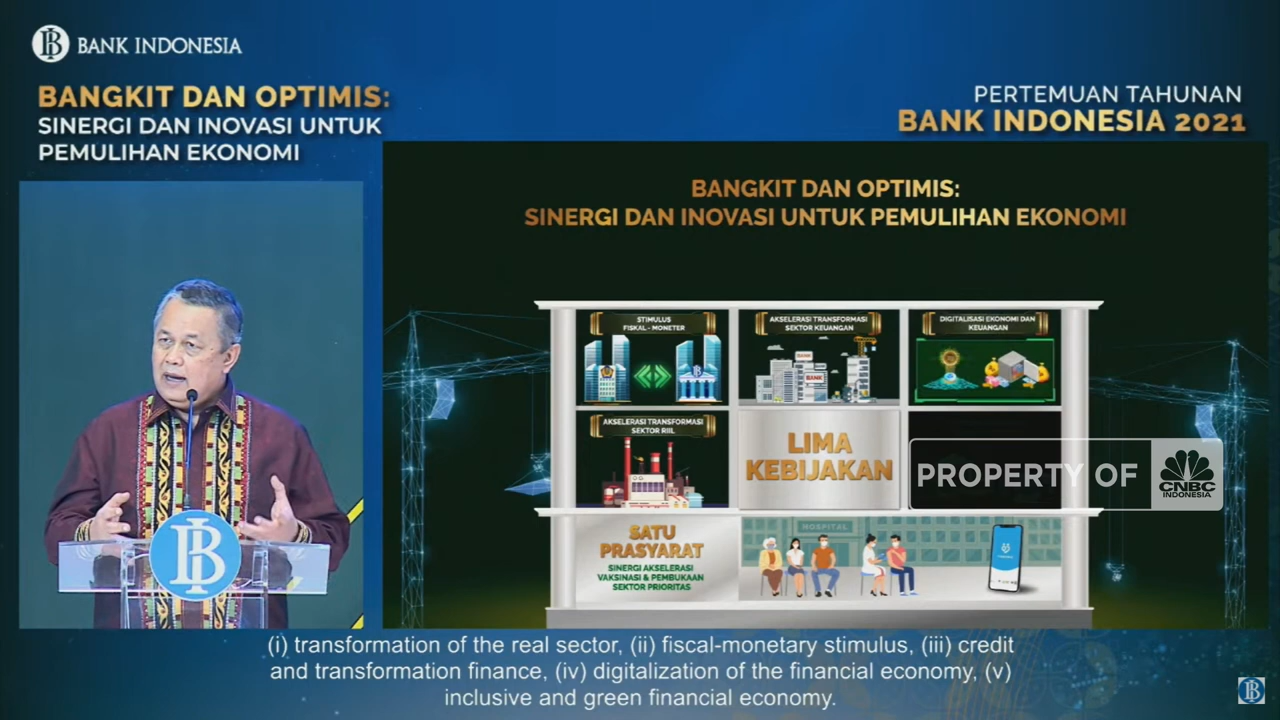 BANK INDONESIA
BANGKIT DAN OPTIMIS:
SINERGI DAN INOVASI UNTUK
PEMULIHAN EKONOMI
PERTEMUAN TAHUNAN
BANK INDONESIA 2021
BANGKIT DAN OPTIMIS:
SINERGI DAN INOVASI UNTUK PEMULIHAN EKONOMI
STIMULUS
FISKAL - MONETER
AKSELERASI TRANSFORMASI
SEKTOR KEUANGAN
BANK
BANK
DIGITALISASI EKONOMI DAN
KEUANGAN
AKSELERASI TRANSFORMASI
SEKTOR RIIL
LIMA
KEBIJAKAN
PROPERTY OF
CNBC
INDONESIA
SATU
PRASYARAT
SINERGI AKSELERASI
VAKSINASI & PEMBUKAAN
SEKTOR PRIORITAS
HOSPITAL
(i) transformation of the real sector, (ii) fiscal-monetary stimulus, (iii) credit
and transformation finance, (iv) digitalization of the financial economy, (v)
inclusive and green financial economy.